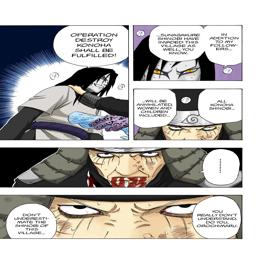 OPERATION
DESTROY
KONOHA
SHALL BE
FULFILLED!
IN
ADDITION
TO MY
FOLLOW-
ERS...
...SUNAGAKURE
SHINOBI HAVE
INVADED THIS
VILLAGE AS
WELL, YOU
KNOW...
ALL
KONOHA
SHINOBI...
...WILL BE
ANNIHILATED,
WOMEN AND
CHILDREN
INCLUDED...
YOU
REALLY DON'T
UNDERSTAND,
DO YOU,
OROCHIMARU...
DON'T
UNDERESTI-
MATE THE
SHINOBI OF
THIS
VILLAGE...